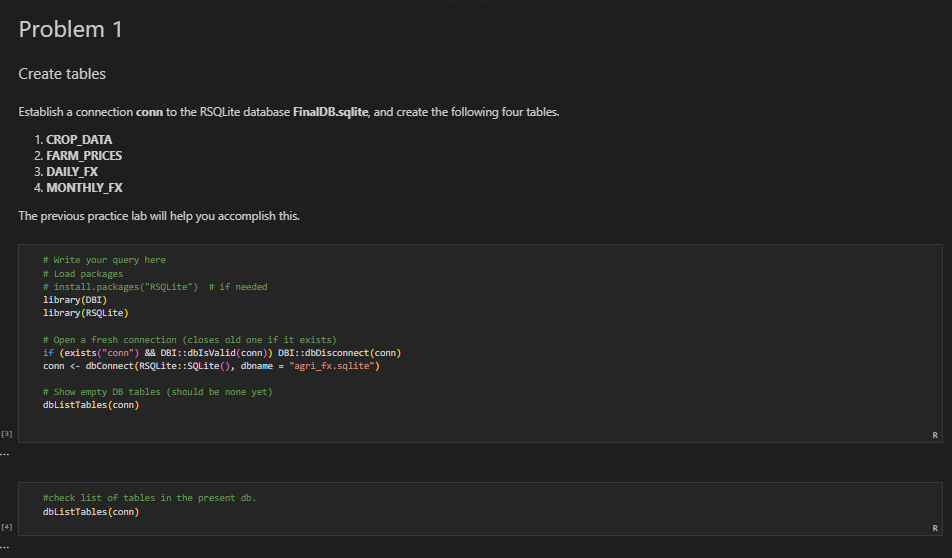 Problem 1
Create tables
Establish a connection conn to the RSQLite database FinalDB.sqlite, and create the following four tables.
1. CROP_DATA
2. FARM_PRICES
3. DAILY_FX
4. MONTHLY_FX
The previous practice lab will help you accomplish this.
# Write your query here
# Load packages
# install.packages("RSQLite")  # if needed
library(DBI)
library(RSQLite)
# Open a fresh connection (closes old one if it exists)
if (exists("conn") && DBI::dbIsValid(conn)) DBI::dbDisconnect(conn)
conn <- dbConnect(RSQLite::SQLite(), dbname = "agri_fx.sqlite")
# Show empty DB tables (should be none yet)
dbListTables(conn)
[3]
R
...
#check list of tables in the present db.
dbListTables(conn)
[4]
R
...